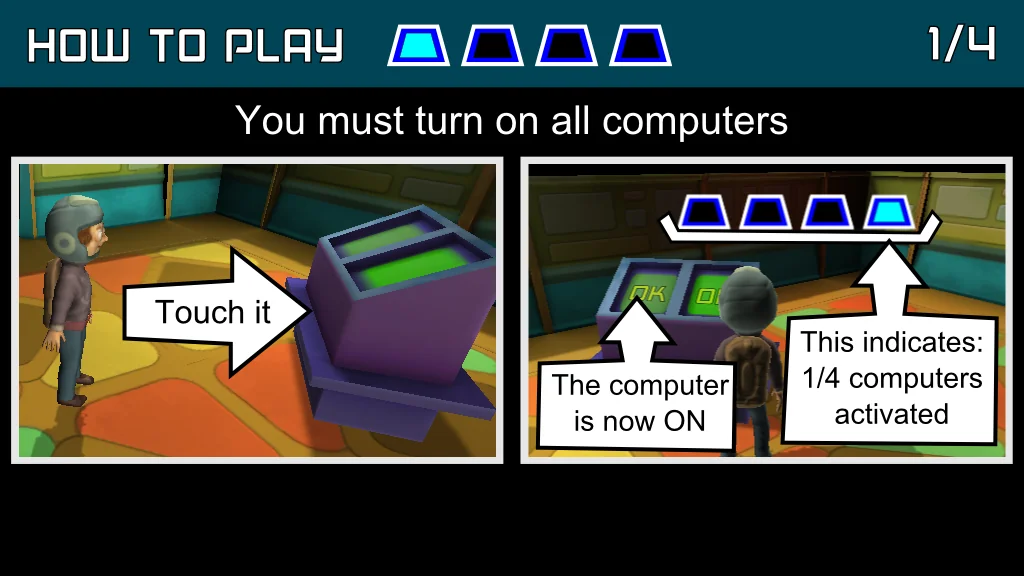 HOW TO PLAY
1/4
You must turn on all computers
Touch it
OK
The computer
is now ON
This indicates:
1/4 computers
activated